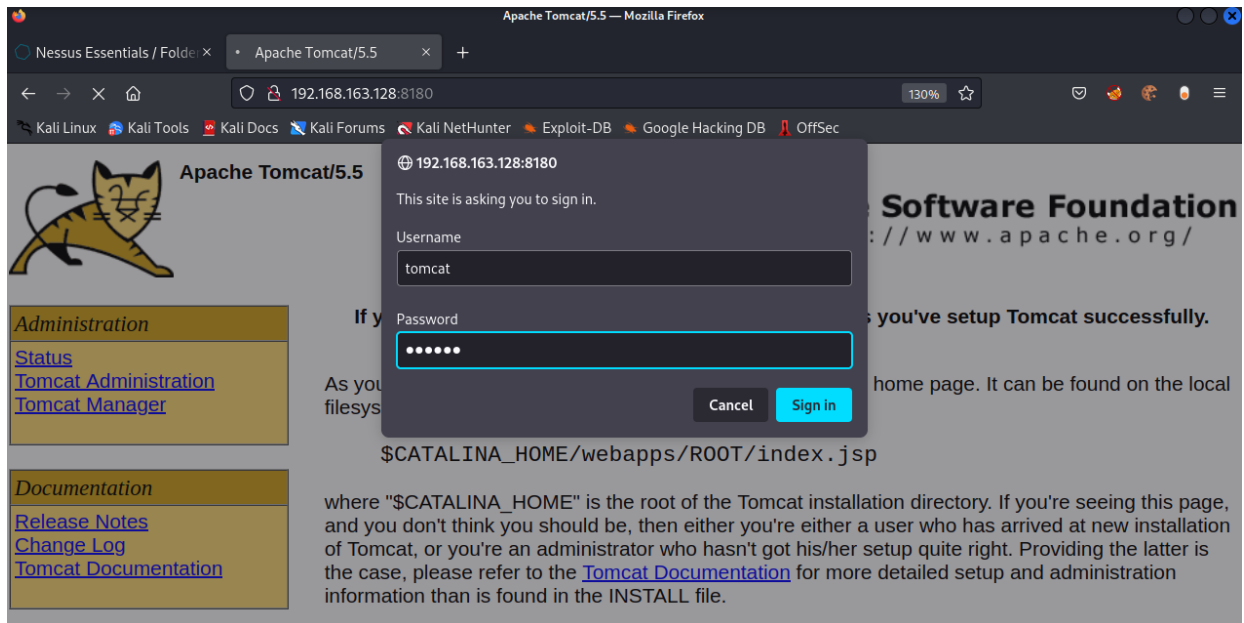 Apache Tomcat/5.5 — Mozilla Firefox
Nessus Essentials / Folder
Apache Tomcat/5.5
192.168.163.128:8180
130%
Kali Linux Kali Tools Kali Docs Kali Forums Kali NetHunter Exploit-DB Google Hacking DB OffSec
Apache Tomcat/5.5
192.168.163.128:8180
This site is asking you to sign in.
Username
tomcat
Password
••••••
Cancel Sign in
Software Foundation
://www.apache.org/
Administration
Status
Tomcat Administration
Tomcat Manager
If you've setup Tomcat successfully.
As home page. It can be found on the local
$CATALINA_HOME/webapps/ROOT/index.jsp
Documentation
Release Notes
Change Log
Tomcat Documentation
where "$CATALINA_HOME" is the root of the Tomcat installation directory. If you're seeing this page,
and you don't think you should be, then either you're either a user who has arrived at new installation
of Tomcat, or you're an administrator who hasn't got his/her setup quite right. Providing the latter is
the case, please refer to the Tomcat Documentation for more detailed setup and administration
information than is found in the INSTALL file.